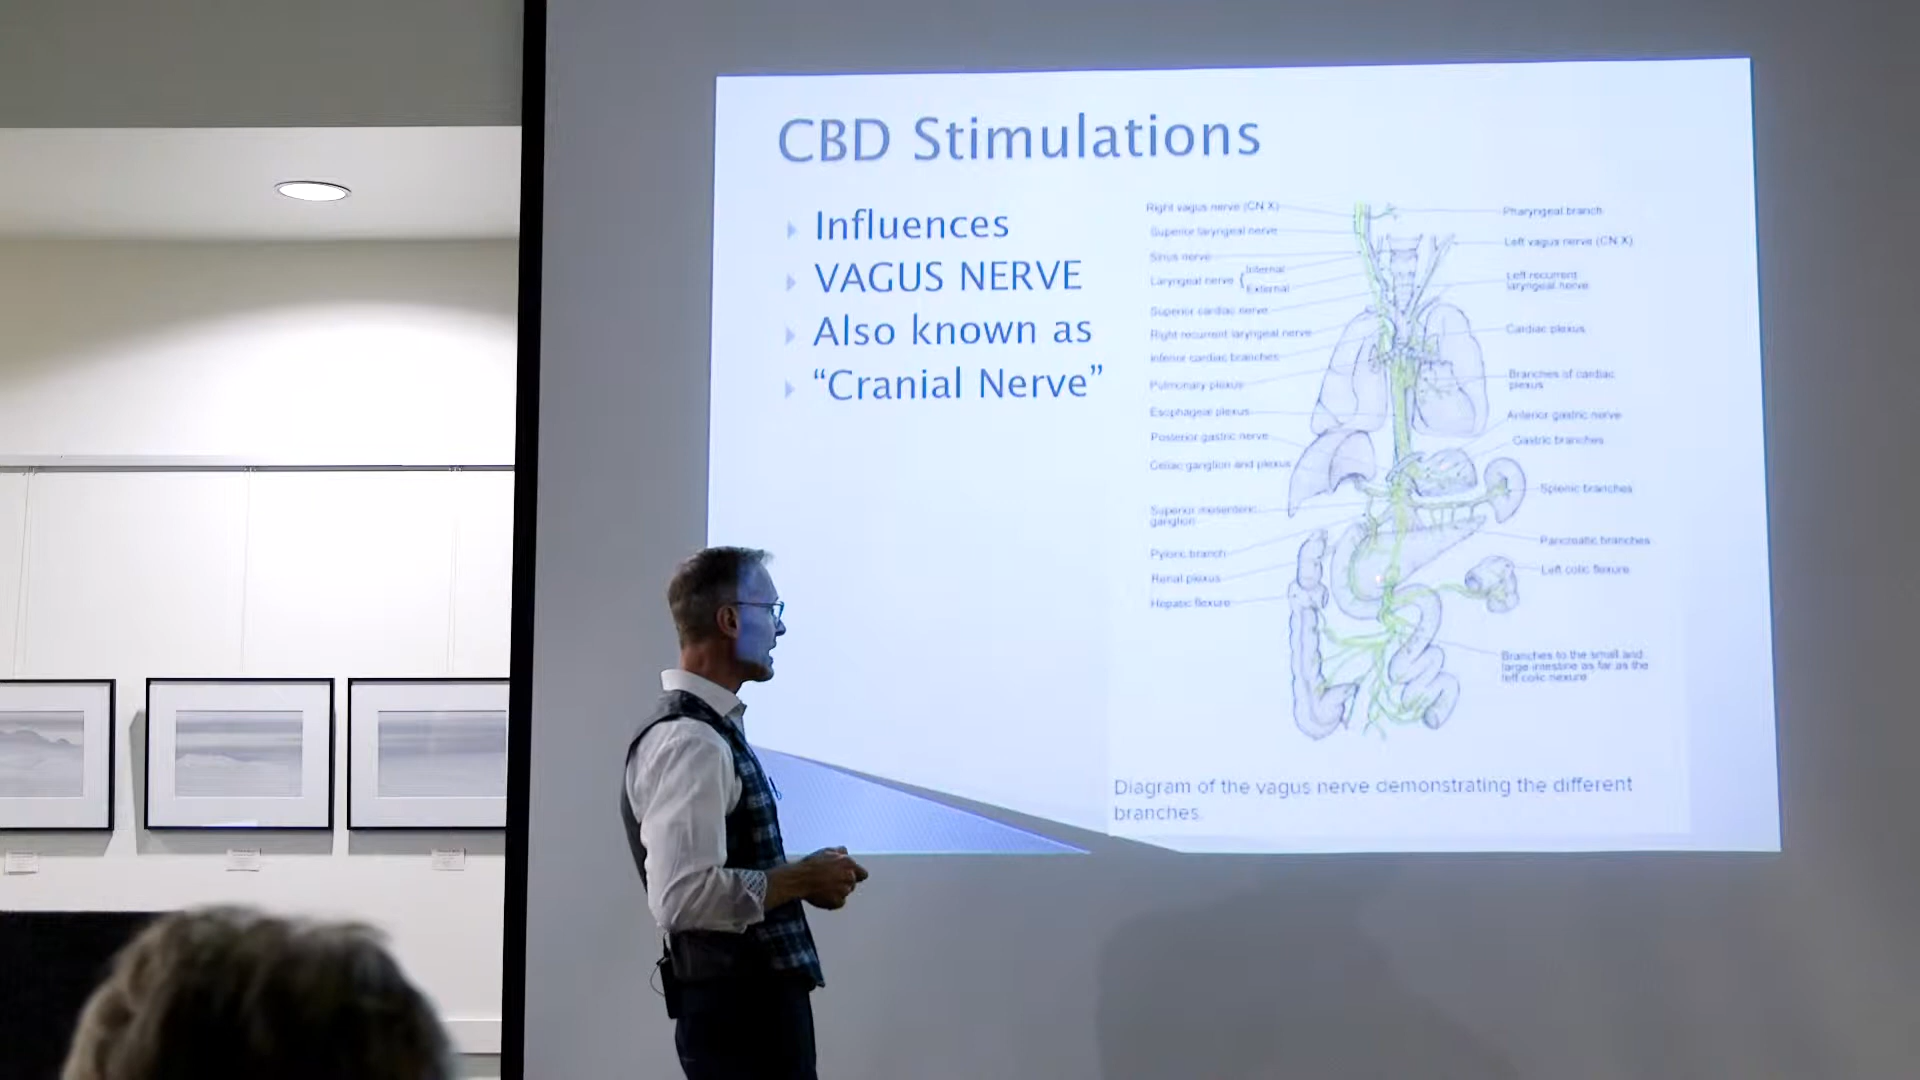 CBD Stimulations
Influences
VAGUS NERVE
Also known as
“Cranial Nerve”
Right vagus nerve (CN X)
Superior laryngeal nerve
Sinus nerve
Laryngeal nerve {
Internal
External
Superior cardiac nerve
Right recurrent laryngeal nerve
Inferior cardiac branches
Pulmonary plexus
Esophageal plexus
Posterior gastric nerve
Celiac ganglion and plexus
Superior mesenteric
ganglion
Pyloric branch
Renal plexus
Hepatic flexure
Pharyngeal branch
Left vagus nerve (CN X)
Left recurrent
laryngeal nerve
Cardiac plexus
Branches of cardiac
plexus
Anterior gastric nerve
Gastric branches
Splenic branches
Pancreatic branches
Left colic flexure
Branches to the small and
large intestine as far as the
left colic flexure
Diagram of the vagus nerve demonstrating the different
branches.